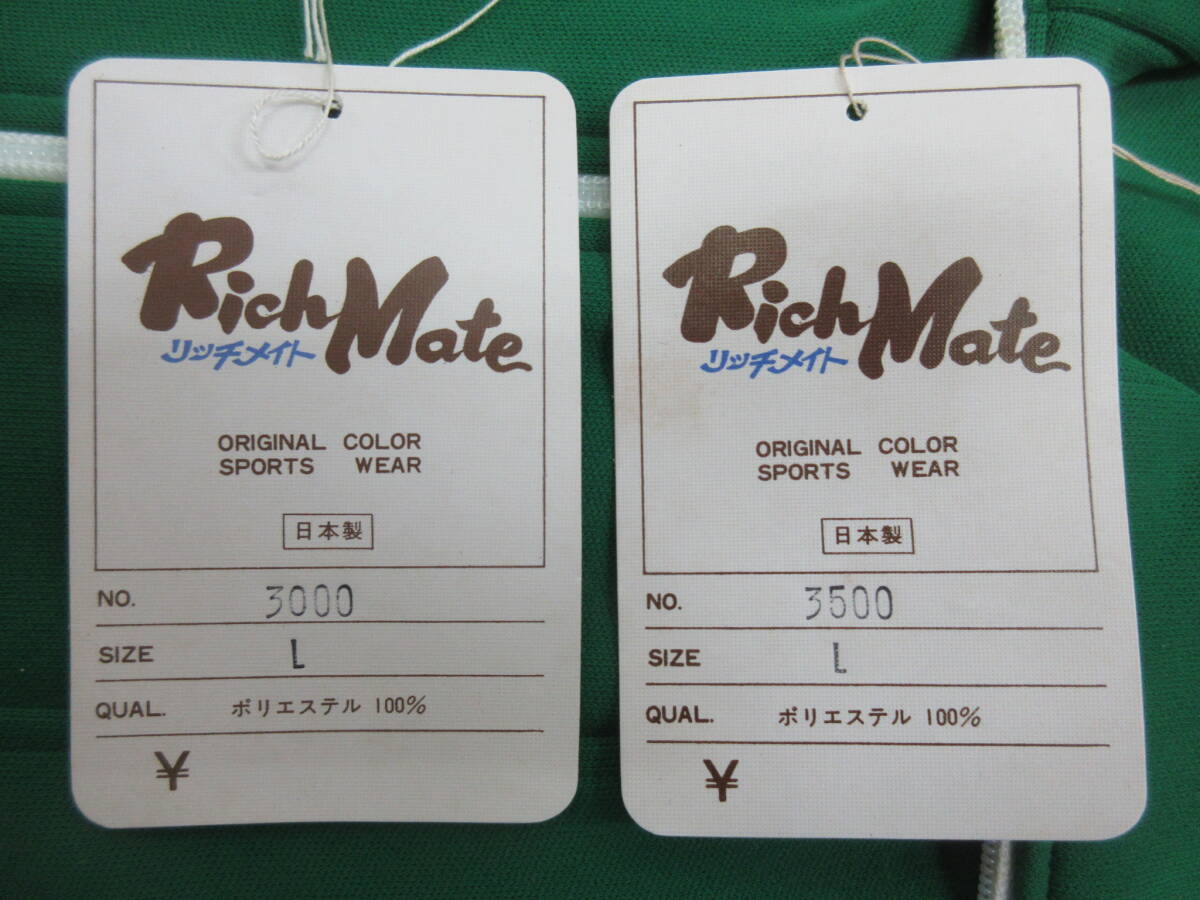 Rich Mate
リッチメイト
ORIGINAL COLOR
SPORTS WEAR
日本製
NO. 3000
SIZE L
QUAL. ポリエステル 100%
¥
Rich Mate
リッチメイト
ORIGINAL COLOR
SPORTS WEAR
日本製
NO. 3500
SIZE L
QUAL. ポリエステル 100%
¥